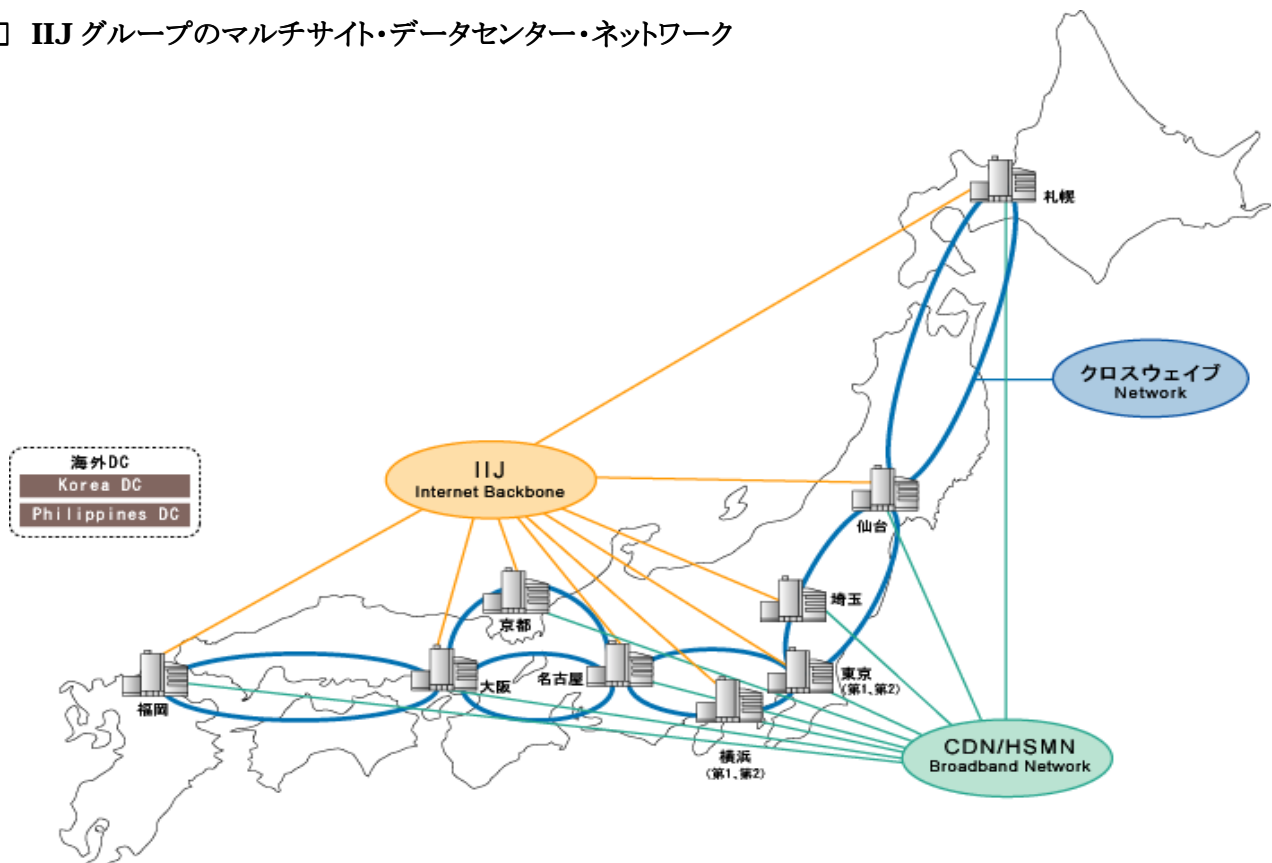 □ IIJ グループのマルチサイト・データセンター・ネットワーク
札幌
クロスウェイブ
Network
海外DC
Korea DC
Philippines DC
IIJ
Internet Backbone
仙台
埼玉
京都
東京
(第1、第2)
名古屋
大阪
福岡
横浜
(第1、第2)
CDN/HSMN
Broadband Network